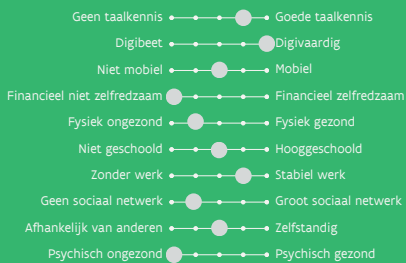 Geen taalkennis Goede taalkennis
Digibeet Digivaardig
Niet mobiel Mobiel
Financieel niet zelfredzaam Financieel zelfredzaam
Fysiek ongezond Fysiek gezond
Niet geschoold Hooggeschoold
Zonder werk Stabiel werk
Geen sociaal netwerk Groot sociaal netwerk
Afhankelijk van anderen Zelfstandig
Psychisch ongezond Psychisch gezond